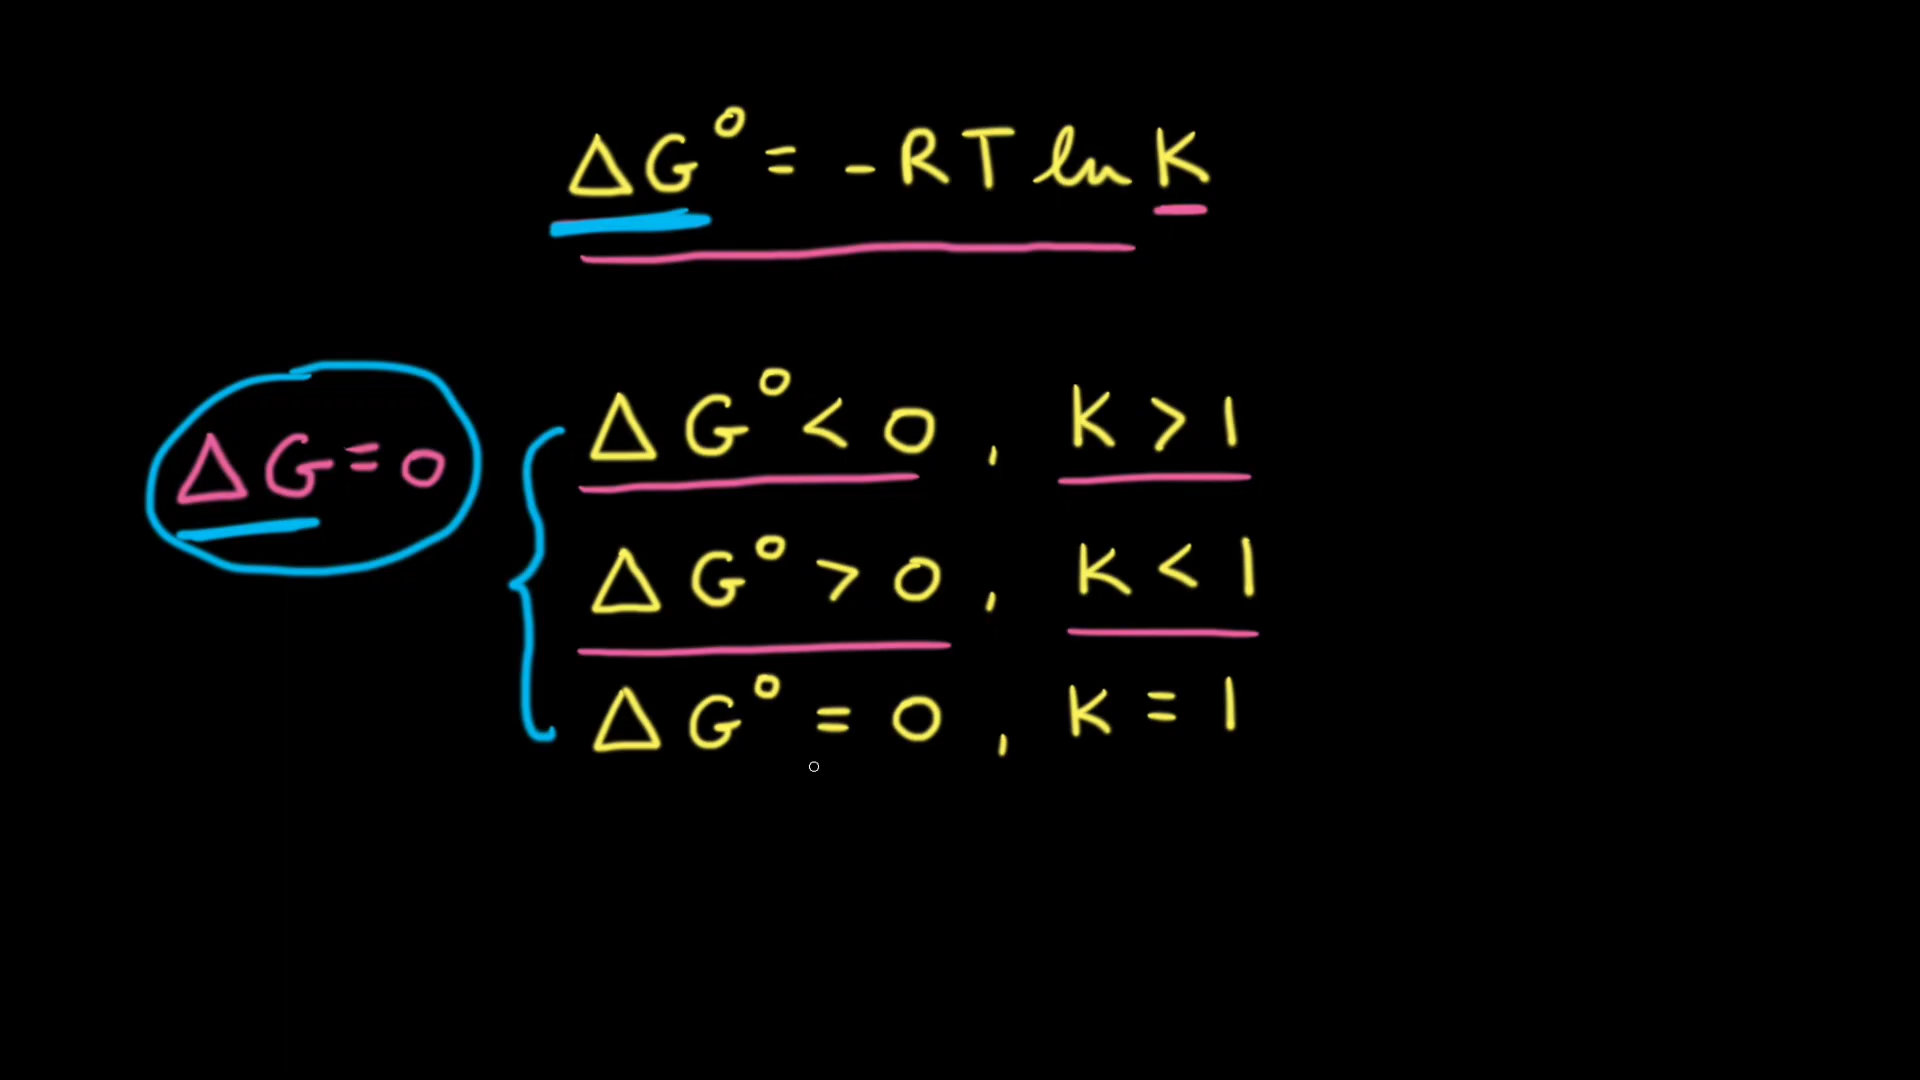 ΔG° = -RT ln K
ΔG = 0
ΔG° < 0, K > 1
ΔG° > 0, K < 1
ΔG° = 0, K = 1